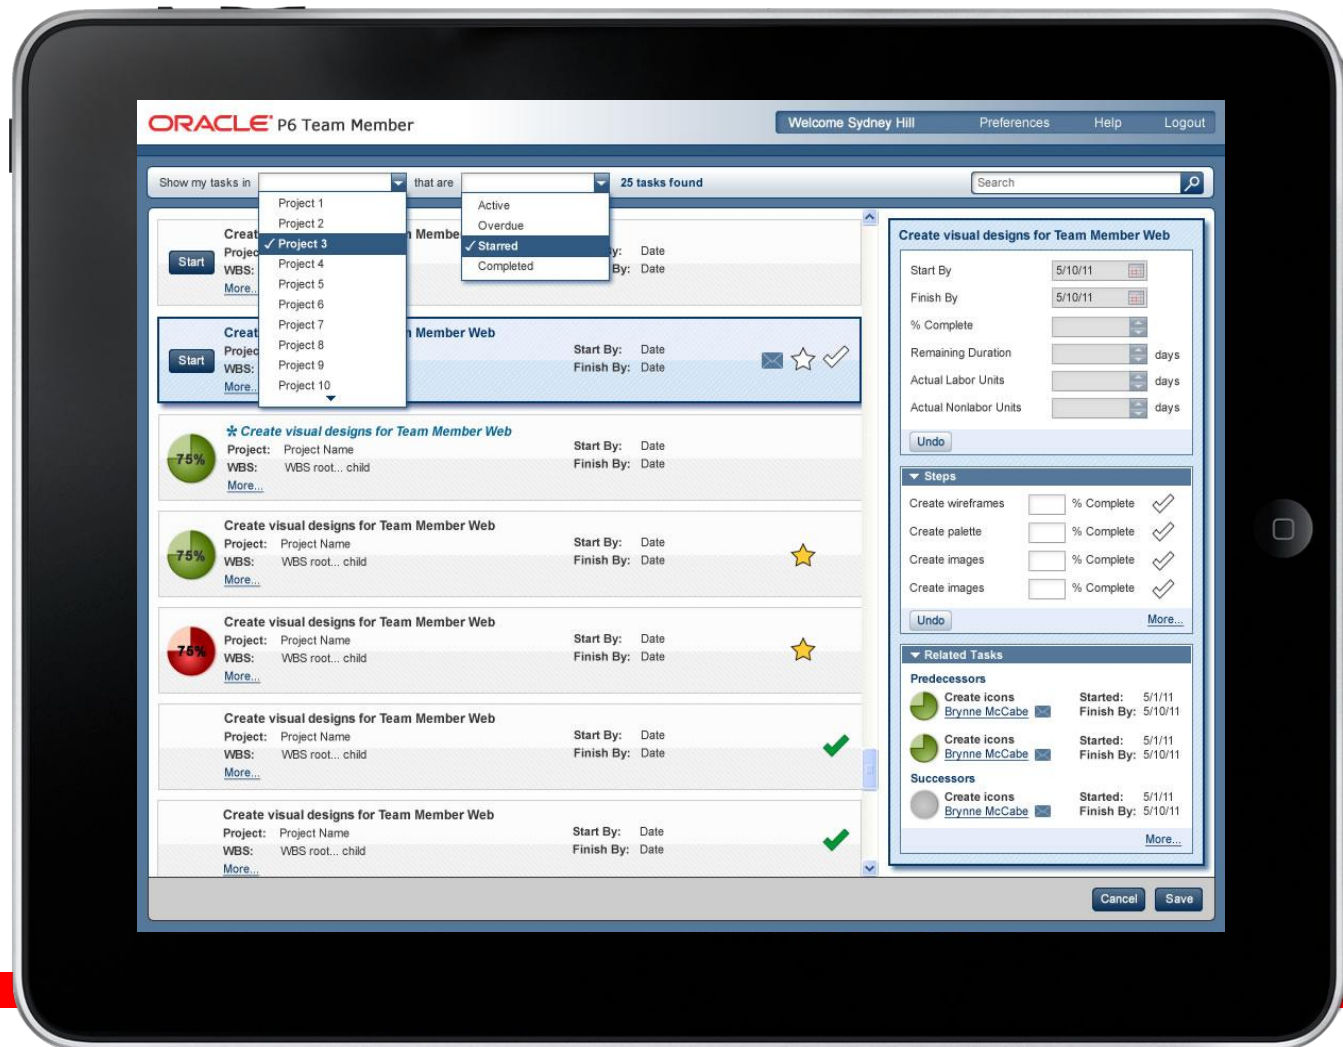 ORACLE P6 Team Member
Welcome Sydney Hill Preferences Help Logout
Show my tasks in that are 25 tasks found Search
Project 1
Project 2
Project 3
Project 4
Project 5
Project 6
Project 7
Project 8
Project 9
Project 10
Active
Overdue
Starred
Completed
Start
WBS:
More...
Date
By: Date
Start
Member Web
WBS:
More...
Start By: Date
Finish By: Date
75%
* Create visual designs for Team Member Web
Project: Project Name
WBS: WBS root... child
More...
Start By: Date
Finish By: Date
75%
Create visual designs for Team Member Web
Project: Project Name
WBS: WBS root... child
More...
Start By: Date
Finish By: Date
75%
Create visual designs for Team Member Web
Project: Project Name
WBS: WBS root... child
More...
Start By: Date
Finish By: Date
Create visual designs for Team Member Web
Project: Project Name
WBS: WBS root... child
More...
Start By: Date
Finish By: Date
Create visual designs for Team Member Web
Project: Project Name
WBS: WBS root... child
More...
Start By: Date
Finish By: Date
Create visual designs for Team Member Web
Start By 5/10/11
Finish By 5/10/11
% Complete
Remaining Duration days
Actual Labor Units days
Actual Nonlabor Units days
Undo
Steps
Create wireframes % Complete
Create palette % Complete
Create images % Complete
Create images % Complete
Undo More...
Related Tasks
Predecessors
Create icons Started: 5/1/11
Brynne McCabe Finish By: 5/10/11
Create icons Started: 5/1/11
Brynne McCabe Finish By: 5/10/11
Successors
Create icons Started: 5/1/11
Brynne McCabe Finish By: 5/10/11
More...
Cancel Save